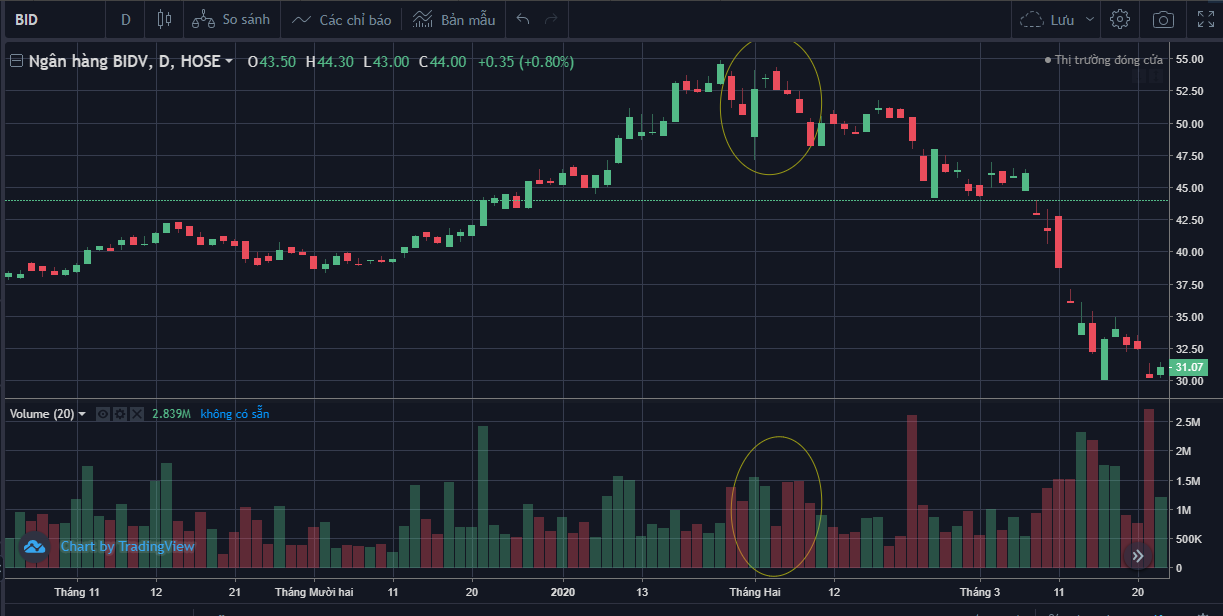 BID D So sánh Các chỉ báo Bản mẫu Lưu
Ngân hàng BIDV, D, HOSE O43.50 H44.30 L43.00 C44.00 +0.35 (+0.80%)
Thị trường đóng cửa
55.00
52.50
50.00
47.50
45.00
42.50
40.00
37.50
35.00
32.50
31.07
30.00
Volume (20) 2.839M không có sẵn
2.5M
2M
1.5M
1M
500K
0
Chart by TradingView
Tháng 11 12 21 Tháng Mười hai 11 20 2020 13 Tháng Hai 12 Tháng 3 11 20